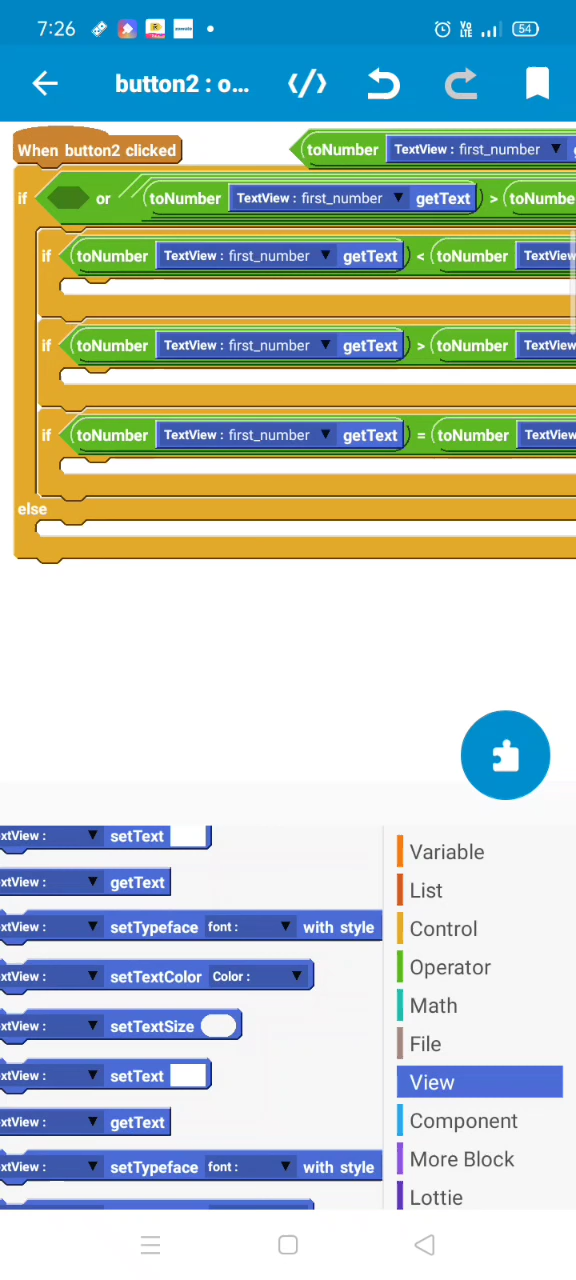 7:26 54
button2 : o...
When button2 clicked toNumber TextView : first_number
if or toNumber TextView : first_number getText > toNumbe
if toNumber TextView : first_number getText < toNumber TextView
if toNumber TextView : first_number getText > toNumber TextView
if toNumber TextView : first_number getText = toNumber TextView
else
xtView : setText
xtView : getText
xtView : setTypeface font : with style
xtView : setTextColor Color :
xtView : setTextSize
xtView : setText
xtView : getText
xtView : setTypeface font : with style
Variable
List
Control
Operator
Math
File
View
Component
More Block
Lottie